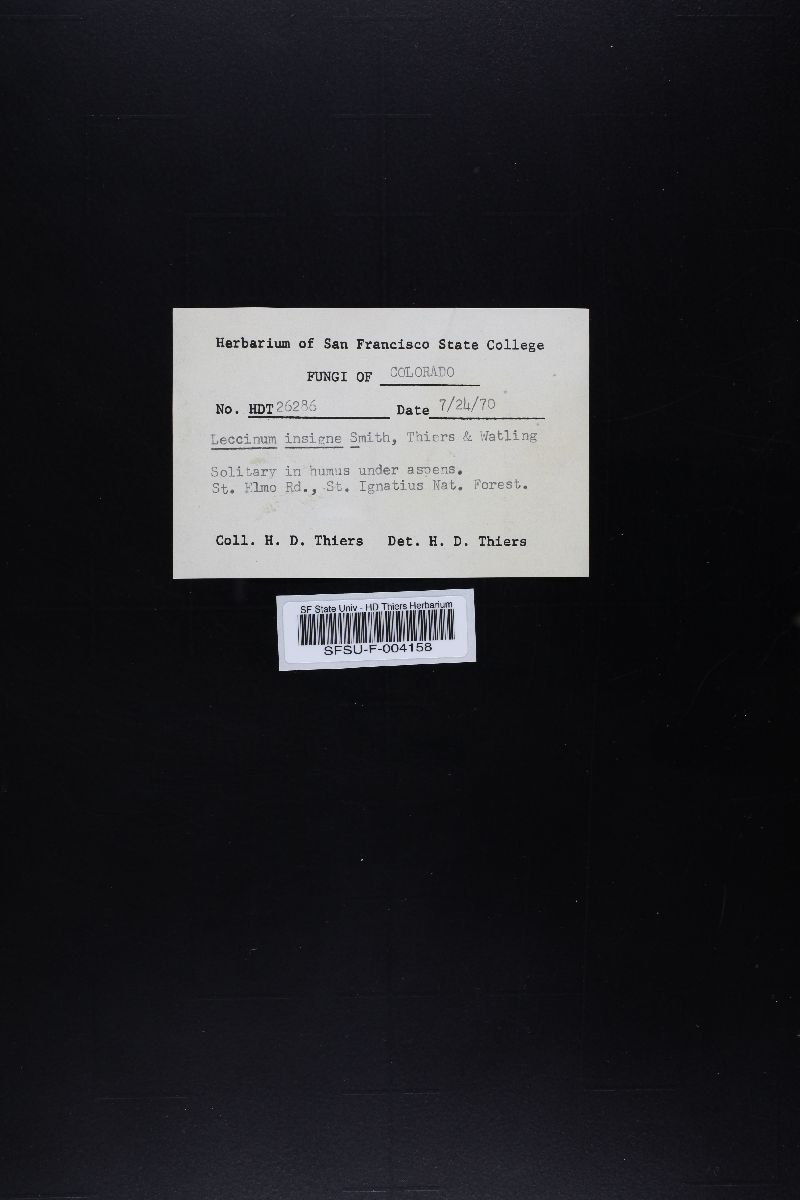 Herbarium of San Francisco State College
FUNGI OF COLORADO
No. HDT 26286 Date 7/24/70
Leccinum insigne Smith, Thiers & Watling
Solitary in humus under aspens.
St. Elmo Rd., St. Ignatius Nat. Forest.
Coll. H. D. Thiers Det. H. D. Thiers
SF State Univ - HD Thiers Herbarium
SFSU-F-004158